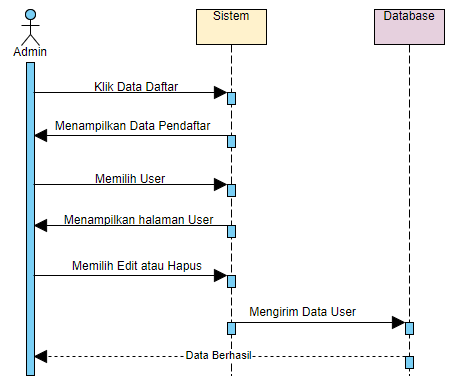 Sistem
Database
Admin
Klik Data Daftar
Menampilkan Data Pendaftar
Memilih User
Menampilkan halaman User
Memilih Edit atau Hapus
Mengirim Data User
Data Berhasil